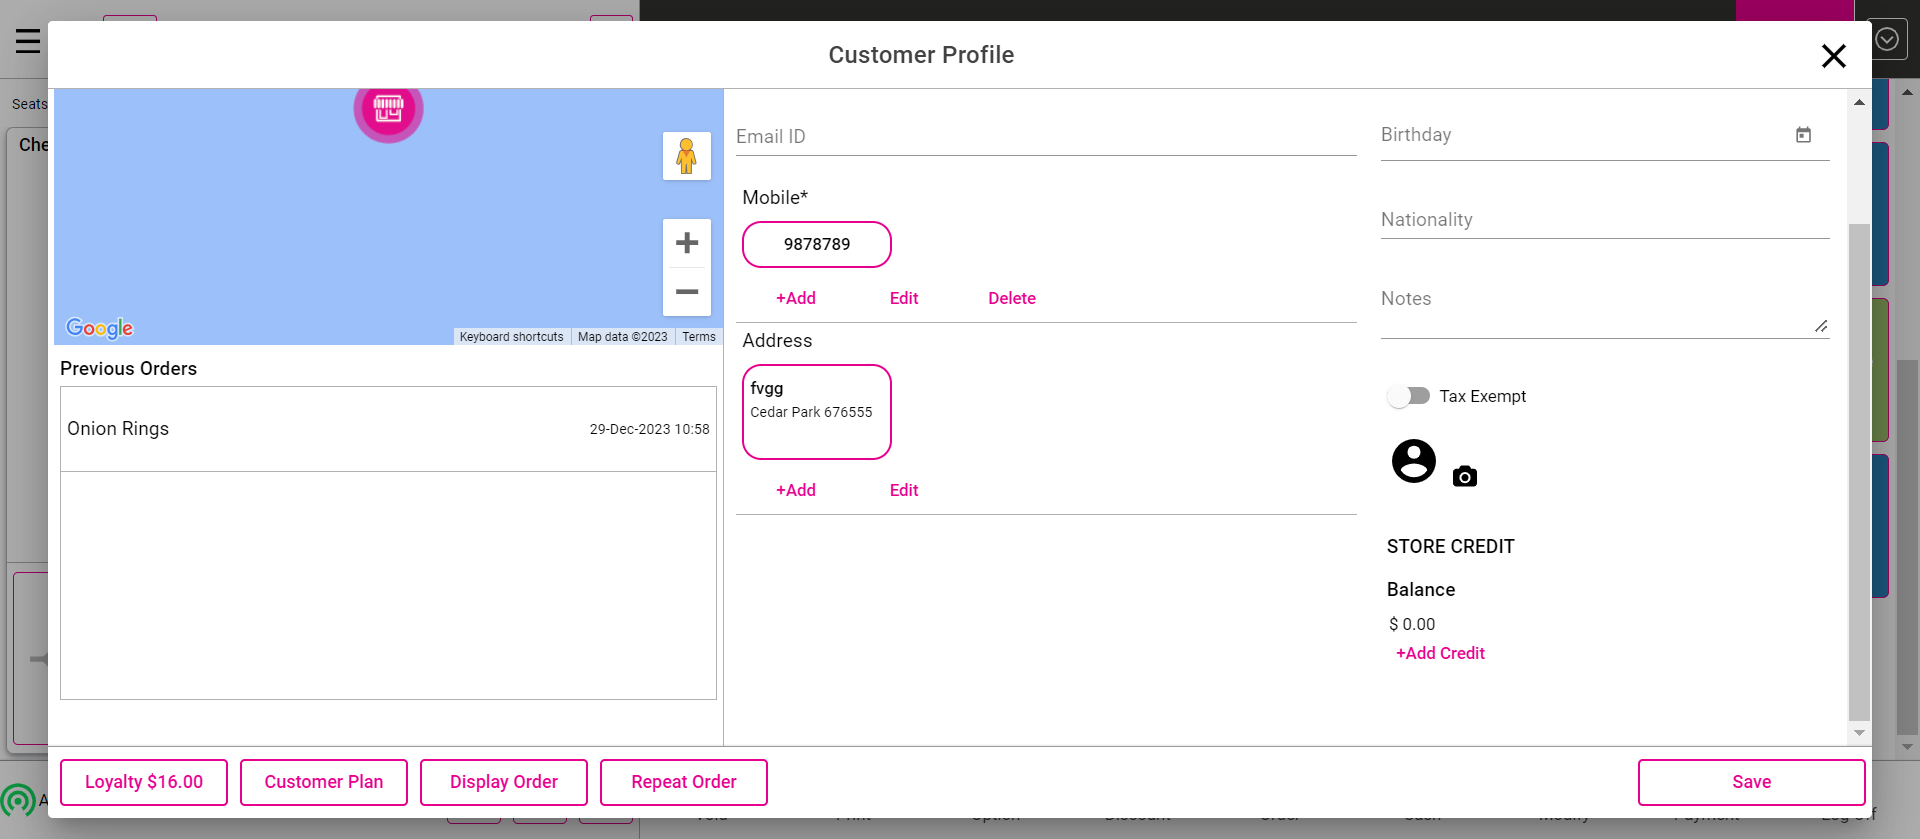 Customer Profile
Seats
Che
Google
Keyboard shortcuts
Map data ©2023
Terms
Previous Orders
Onion Rings
29-Dec-2023 10:58
Email ID
Mobile*
9878789
+Add
Edit
Delete
Address
fvgg
Cedar Park 676555
+Add
Edit
Birthday
Nationality
Notes
Tax Exempt
STORE CREDIT
Balance
$ 0.00
+Add Credit
Loyalty $16.00
Customer Plan
Display Order
Repeat Order
Save
A